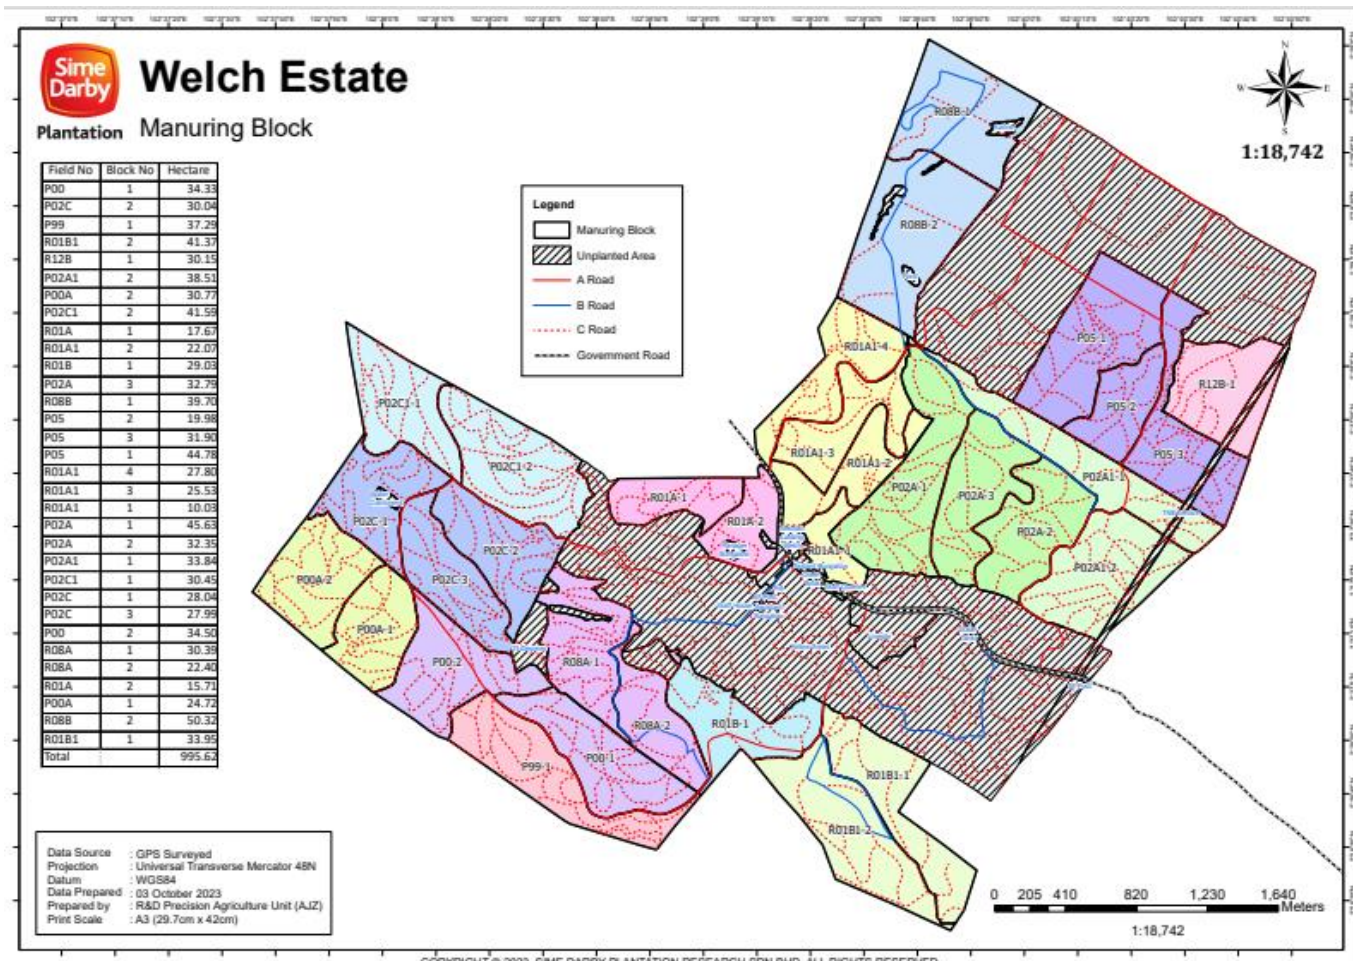 Sime
Darby
Plantation
Welch Estate
Manuring Block
N
W
E
S
1:18,742
Field No Block No Hectare
P00 1 34.33
P02C 2 30.04
P99 1 37.29
R01B1 2 41.37
R12B 1 30.15
P02A1 2 38.51
P00A 2 30.77
P02C1 2 41.59
R01A 1 17.67
R01A1 2 22.07
R01B 1 29.03
P02A 3 32.79
R08B 1 39.70
P05 2 19.98
P05 3 31.90
P05 1 44.78
R01A1 4 27.80
R01A1 3 25.53
R01A1 1 10.03
P02A 1 45.63
P02A 2 32.35
P02A1 1 33.84
P02C1 1 30.45
P02C 1 28.04
P02C 3 27.99
P00 2 34.50
R08A 1 30.39
R08A 2 22.40
R01A 2 15.71
P00A 1 24.72
R08B 2 50.32
R01B1 1 33.95
Total 995.62
Legend
Manuring Block
Unplanted Area
A Road
B Road
C Road
Government Road
R08B-1
R08B-2
R01A1-4
P05-1
R12B-1
P05-2
P05-3
P02C1-1
P02C1-2
R01A1-3
R01A1-2
P02A-1
P02A-3
P02A1-1
P02A-2
R01A-1
R01A-2
P02C-1
P02C-2
R01A1-1
P02A1-2
P00A-2
P02C-3
P00A-1
P00-2
R08A-1
R08A-2
R01B-1
P99-1
P00-1
R01B1-1
R01B1-2
Data Source : GPS Surveyed
Projection : Universal Transverse Mercator 48N
Datum : WGS84
Data Prepared : 03 October 2023
Prepared by : R&D Precision Agriculture Unit (AJZ)
Print Scale : A3 (29.7cm x 42cm)
0 205 410 820 1,230 1,640
Meters
1:18,742
COPYRIGHT © 2023, SIME DARBY PLANTATION RESEARCH SDN BHD. ALL RIGHTS RESERVED